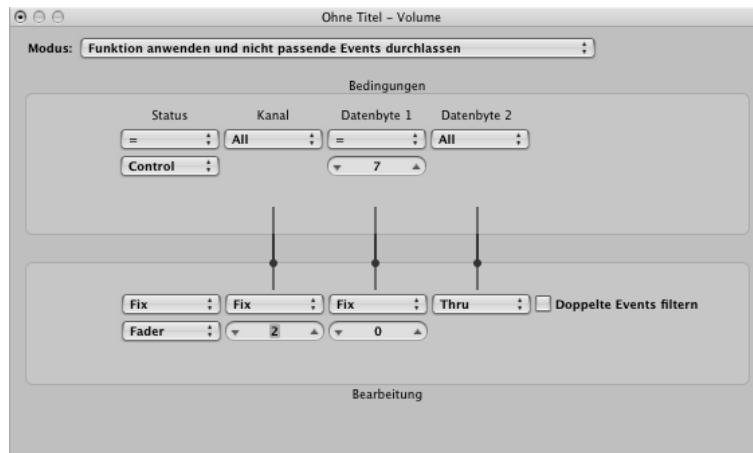 Ohne Titel – Volume
Modus: Funktion anwenden und nicht passende Events durchlassen
Bedingungen
Status Kanal Datenbyte 1 Datenbyte 2
= All = All
Control 7
Fix Fix Fix Thru Doppelte Events filtern
Fader 2 0
Bearbeitung